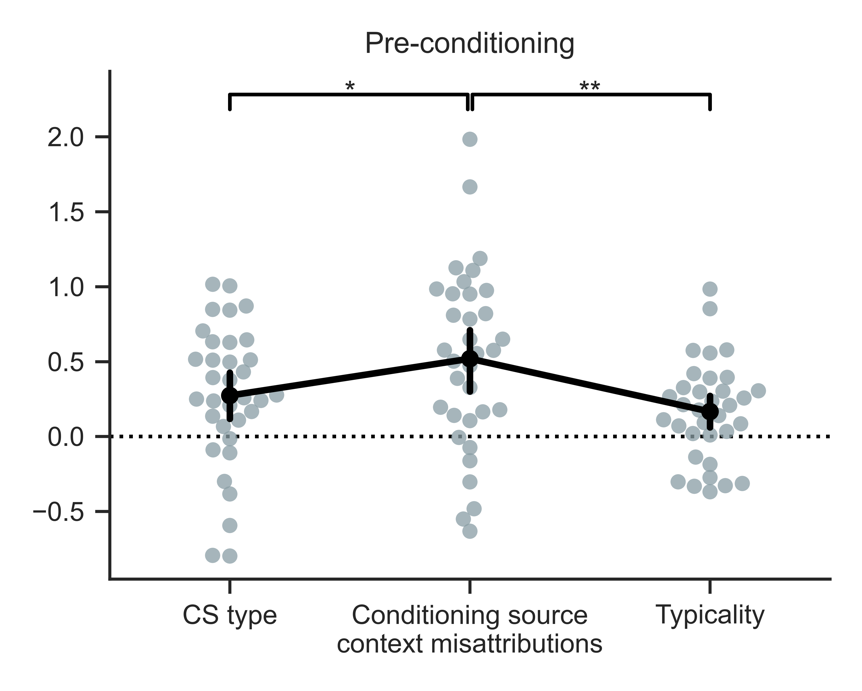 Pre-conditioning
* **
2.0
1.5
1.0
0.5
0.0
−0.5
CS type Conditioning source Typicality
context misattributions